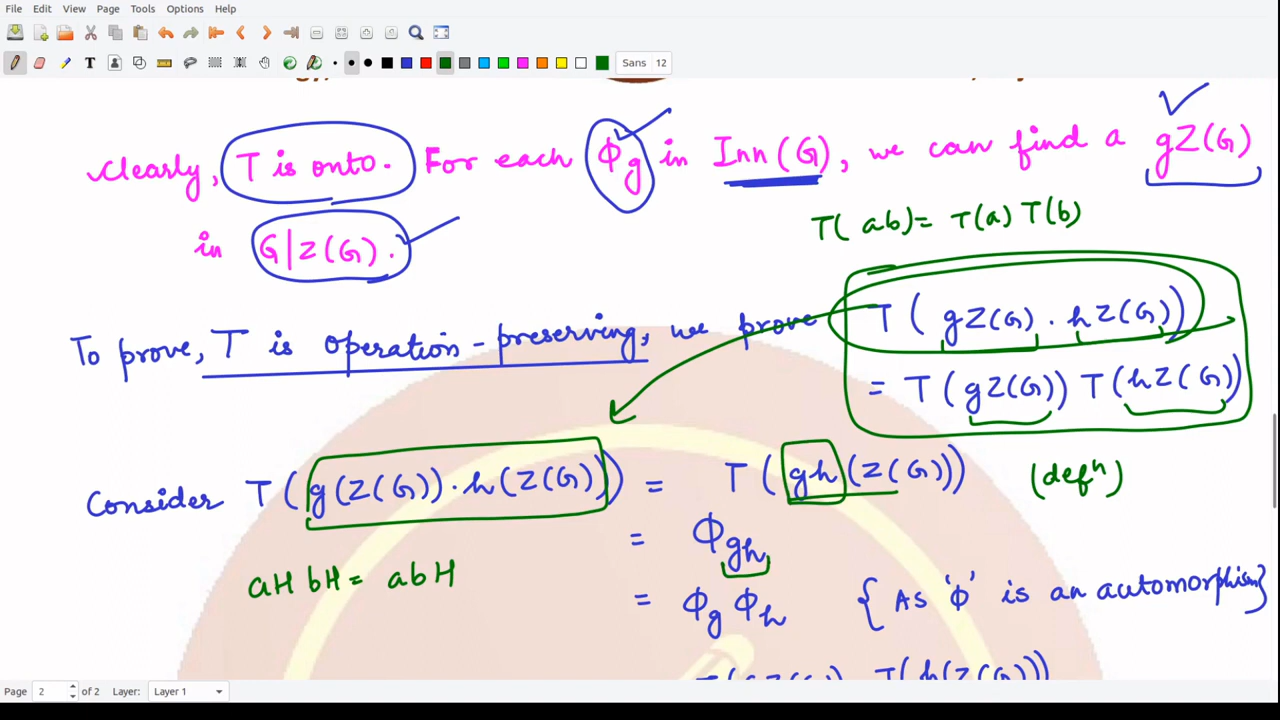 File Edit View Page Tools Options Help
Sans 12
Clearly, T is onto. For each Φg in Inn(G), we can find a gZ(G)
in G|Z(G).
T(ab) = T(a) T(b)
To prove, T is operation-preserving, we prove T(gZ(G) · hZ(G))
= T(gZ(G)) T(hZ(G))
Consider T(g(Z(G)) · h(Z(G))) = T(gh(Z(G))) (defⁿ)
= Φgh
aH bH = abH
= Φg Φh { As 'Φ' is an automorphism}
T(h(Z(G)))
Page 2 of 2 Layer: Layer 1